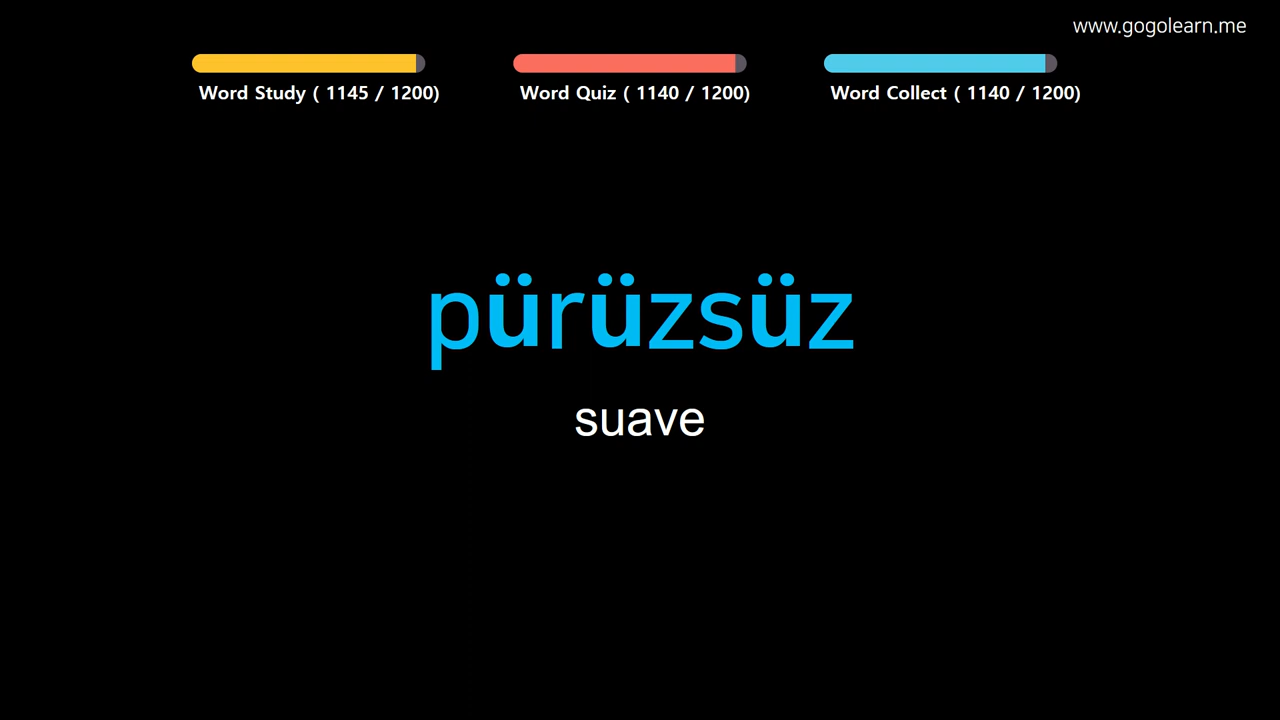 www.gogolearn.me
Word Study ( 1145 / 1200)
Word Quiz ( 1140 / 1200)
Word Collect ( 1140 / 1200)
pürüzsüz
suave